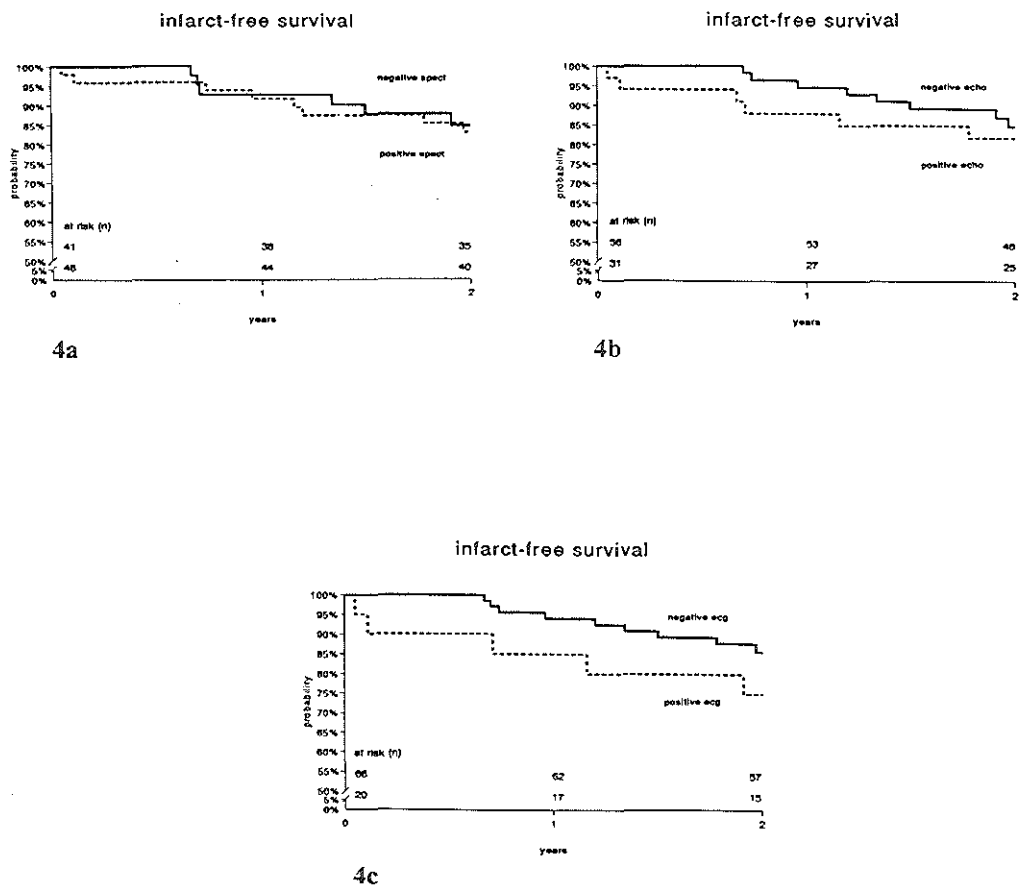 infarct-free survival
100%
95%
90%
85%
80%
75%
70%
65%
60%
55%
50%
5%
0%
probability
negative spect
positive spect
at risk (n)
41 38 35
48 44 40
0 1 2
years
4a
infarct-free survival
100%
95%
90%
85%
80%
75%
70%
65%
60%
55%
50%
5%
0%
probability
negative echo
positive echo
at risk (n)
56 53 48
31 27 25
0 1 2
years
4b
infarct-free survival
100%
95%
90%
85%
80%
75%
70%
65%
60%
55%
50%
5%
0%
probability
negative ecg
positive ecg
at risk (n)
66 62 57
20 17 15
0 1 2
years
4c